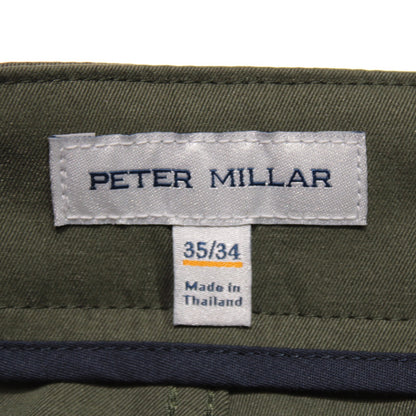 PETER MILLAR
35/34
Made in
Thailand